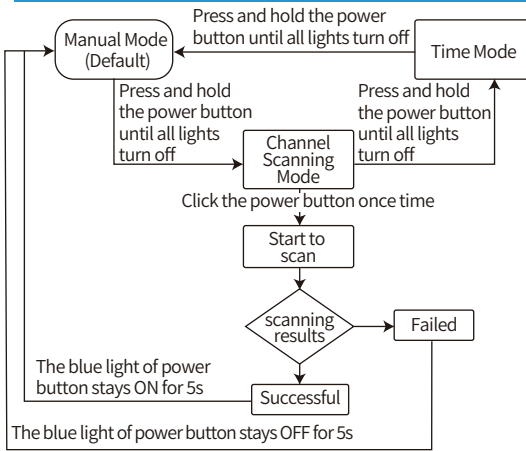 Press and hold the power
button until all lights turn off
Manual Mode
(Default)
Time Mode
Press and hold
the power button
until all lights
turn off
Press and hold
the power button
until all lights
turn off
Channel
Scanning
Mode
Click the power button once time
Start to
scan
scanning
results
Failed
The blue light of power
button stays ON for 5s
Successful
The blue light of power button stays OFF for 5s